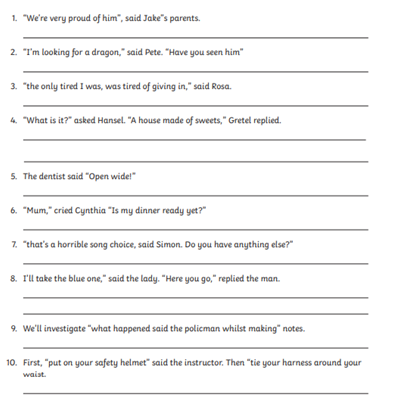 1. “We’re very proud of him”, said Jake”s parents.
2. “I’m looking for a dragon,” said Pete. “Have you seen him”
3. “the only tired I was, was tired of giving in,” said Rosa.
4. “What is it?” asked Hansel. “A house made of sweets,” Gretel replied.
5. The dentist said “Open wide!”
6. “Mum,” cried Cynthia “Is my dinner ready yet?”
7. “that’s a horrible song choice, said Simon. Do you have anything else?”
8. I’ll take the blue one,” said the lady. “Here you go,” replied the man.
9. We’ll investigate “what happened said the policman whilst making” notes.
10. First, “put on your safety helmet” said the instructor. Then “tie your harness around your
waist.